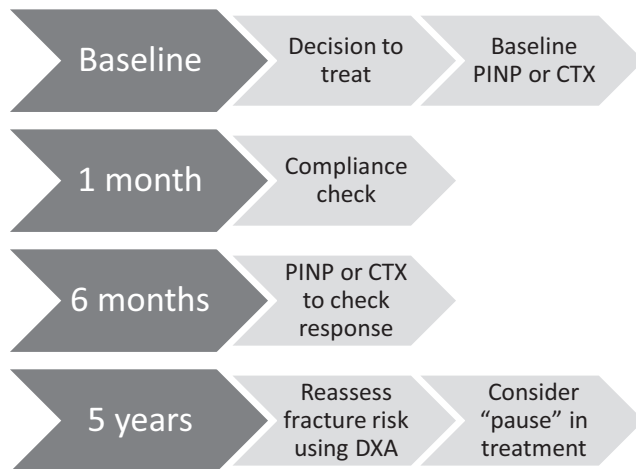 Baseline
Decision to
treat
Baseline
PINP or CTX
1 month
Compliance
check
6 months
PINP or CTX
to check
response
5 years
Reassess
fracture risk
using DXA
Consider
“pause” in
treatment